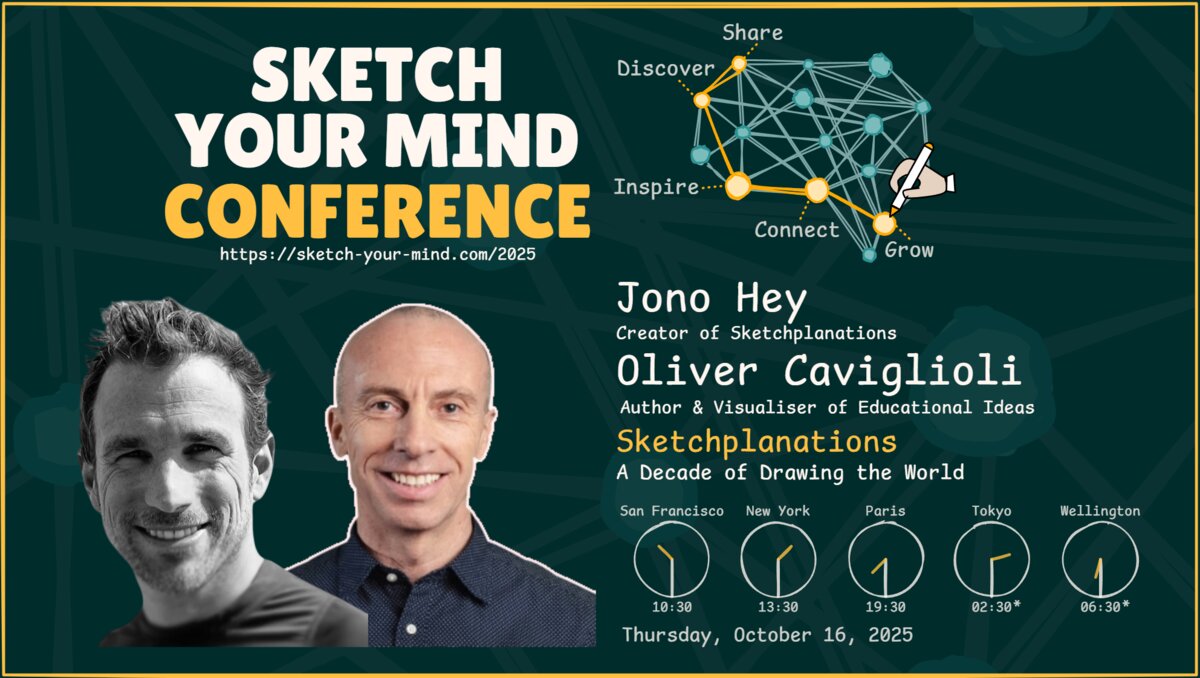 SKETCH
YOUR MIND
CONFERENCE
https://sketch-your-mind.com/2025
Share
Discover
Inspire
Connect
Grow
Jono Hey
Creator of Sketchplanations
Oliver Caviglioli
Author & Visualiser of Educational Ideas
Sketchplanations
A Decade of Drawing the World
San Francisco New York Paris Tokyo Wellington
10:30 13:30 19:30 02:30* 06:30*
Thursday, October 16, 2025